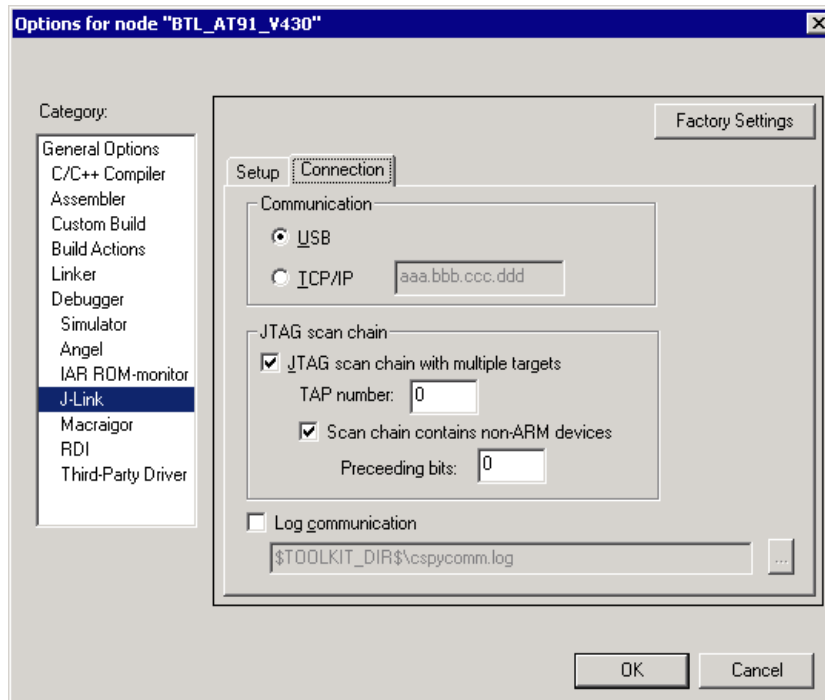 Options for node "BTL_AT91_V430"
Category:
General Options
C/C++ Compiler
Assembler
Custom Build
Build Actions
Linker
Debugger
Simulator
Angel
IAR ROM-monitor
J-Link
Macraigor
RDI
Third-Party Driver
Factory Settings
Setup Connection
Communication
USB
TCP/IP aaa.bbb.ccc.ddd
JTAG scan chain
JTAG scan chain with multiple targets
TAP number: 0
Scan chain contains non-ARM devices
Preceeding bits: 0
Log communication
$TOOLKIT_DIR$\cspycomm.log ...
OK Cancel